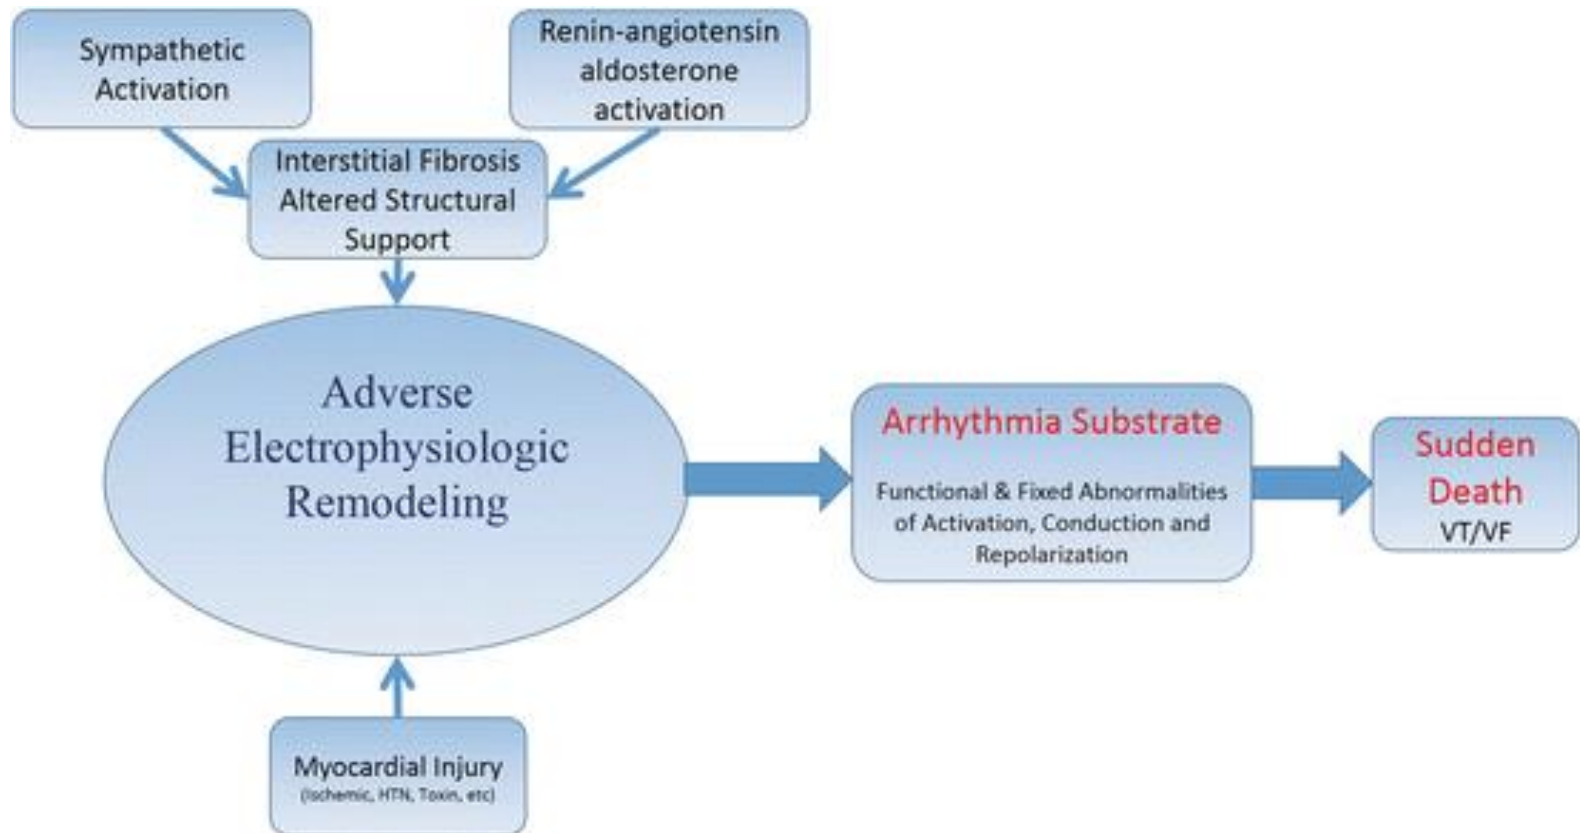 Sympathetic
Activation
Renin-angiotensin
aldosterone
activation
Interstitial Fibrosis
Altered Structural
Support
Adverse
Electrophysiologic
Remodeling
Arrhythmia Substrate
Functional & Fixed Abnormalities
of Activation, Conduction and
Repolarization
Sudden
Death
VT/VF
Myocardial Injury
(Ischemic, HTN, Toxin, etc)